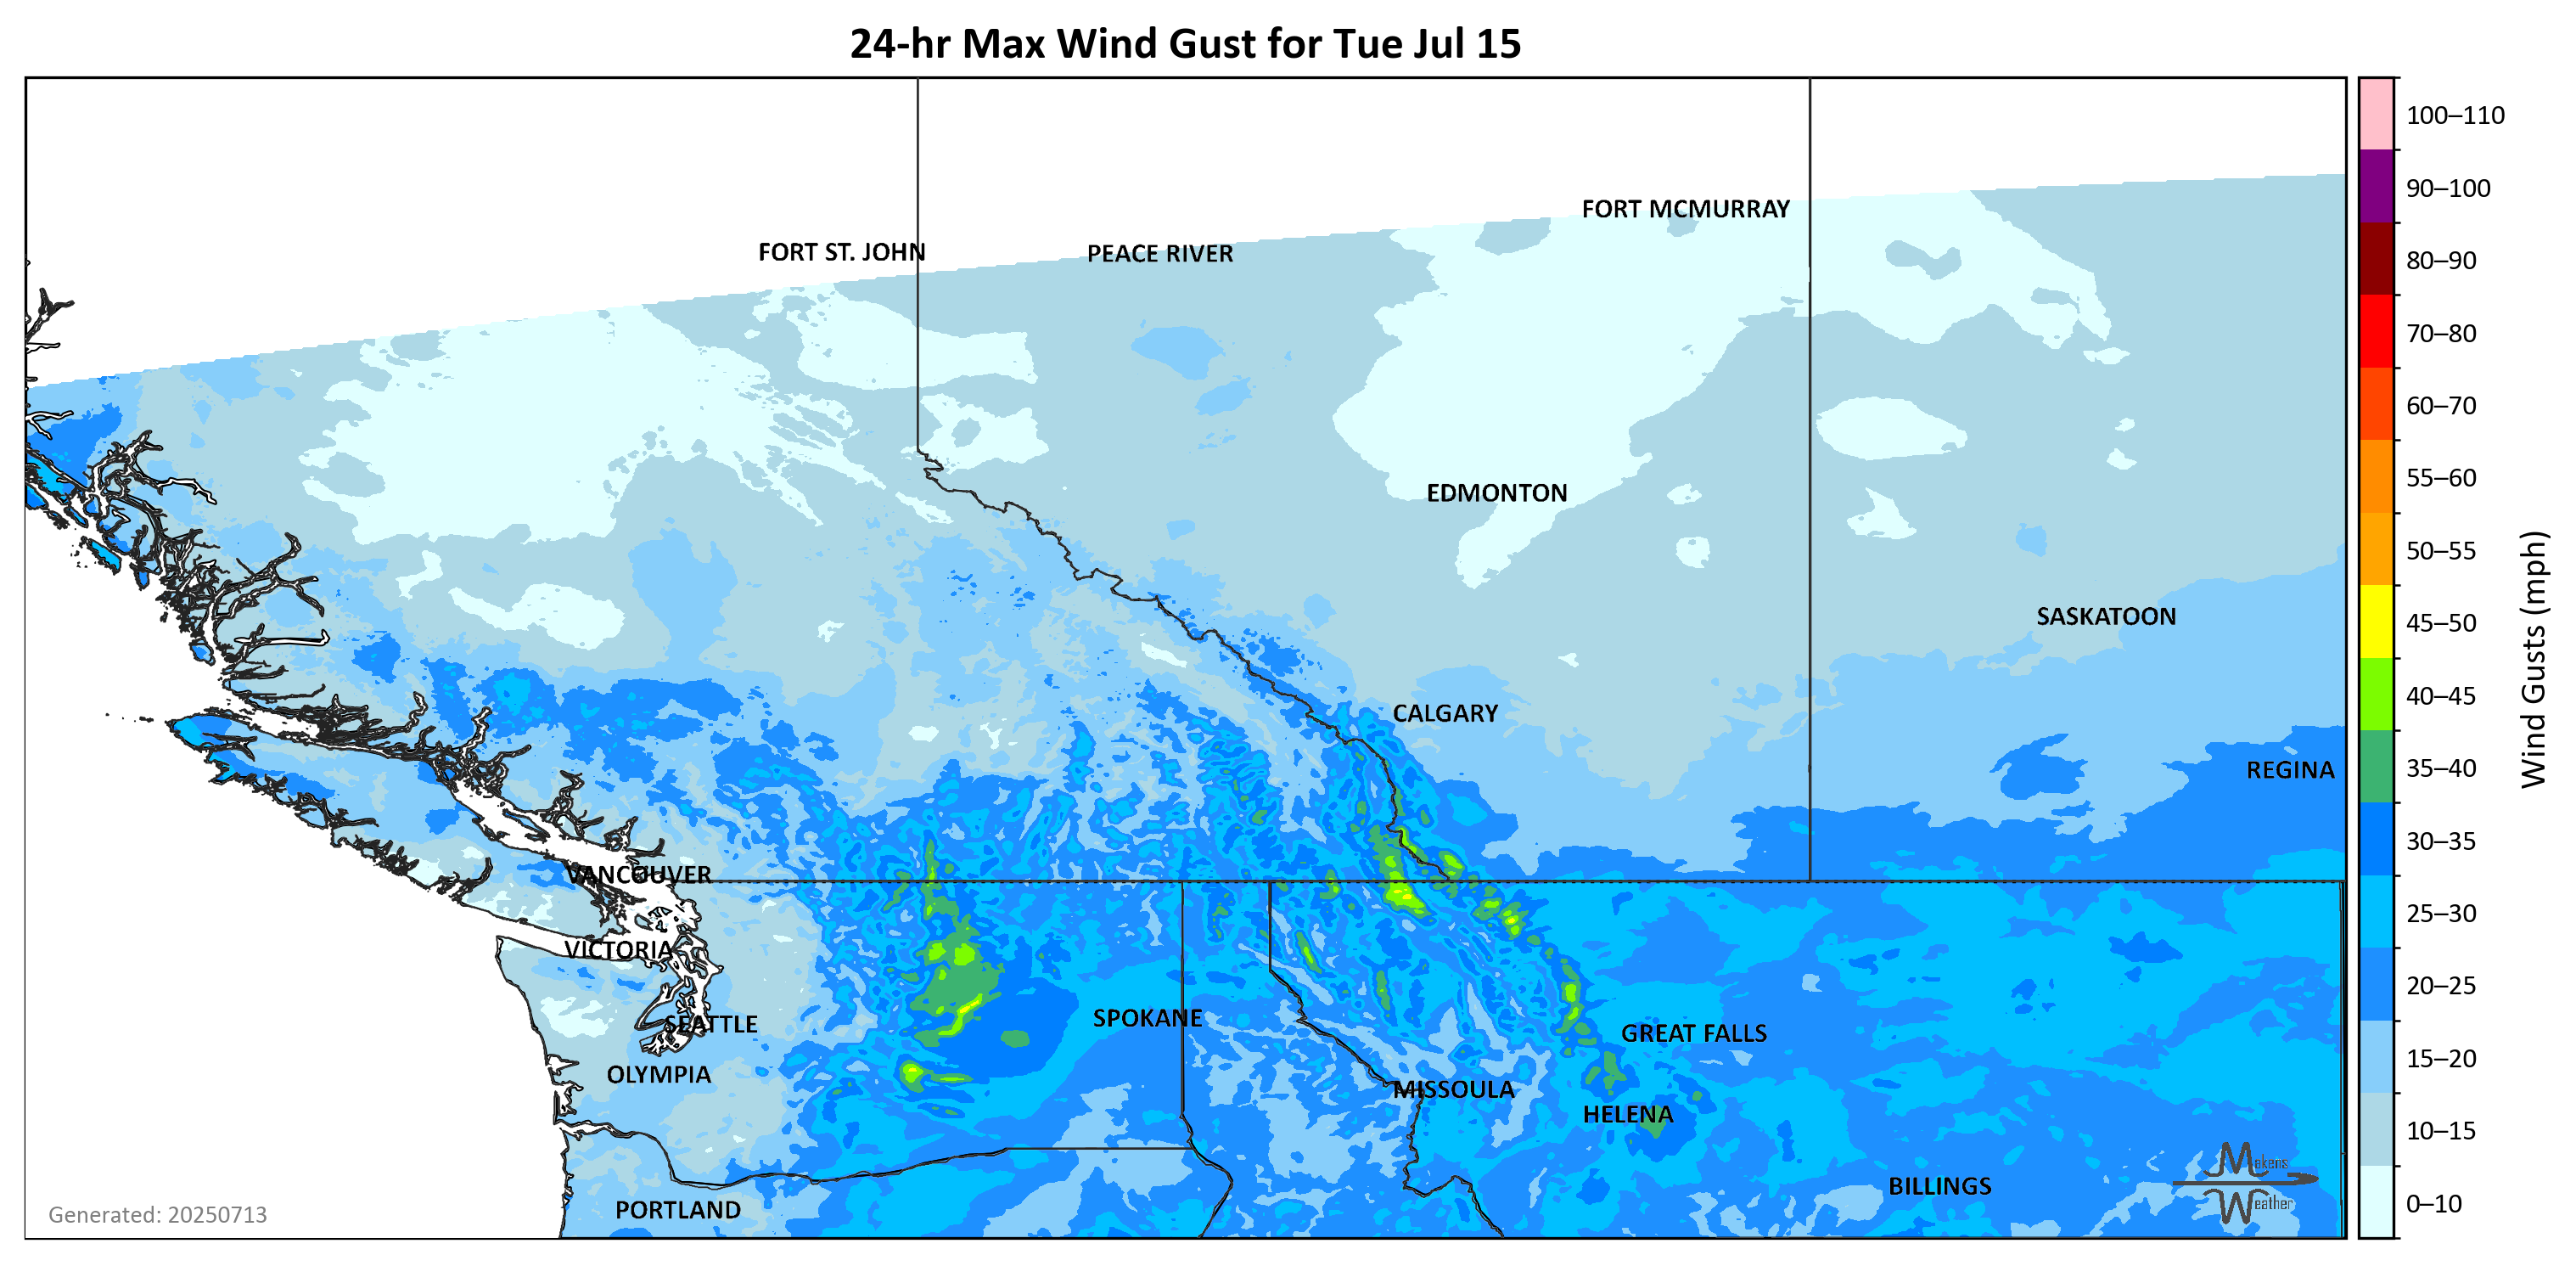 24-hr Max Wind Gust for Tue Jul 15
100–110
90–100
80–90
70–80
60–70
55–60
50–55
45–50
40–45
35–40
30–35
25–30
20–25
15–20
10–15
0–10
Wind Gusts (mph)
FORT MCMURRAY
FORT ST. JOHN
PEACE RIVER
EDMONTON
SASKATOON
CALGARY
REGINA
VANCOUVER
VICTORIA
SEATTLE
SPOKANE
GREAT FALLS
OLYMPIA
MISSOULA
HELENA
BILLINGS
PORTLAND
Makens
Weather
Generated: 20250713